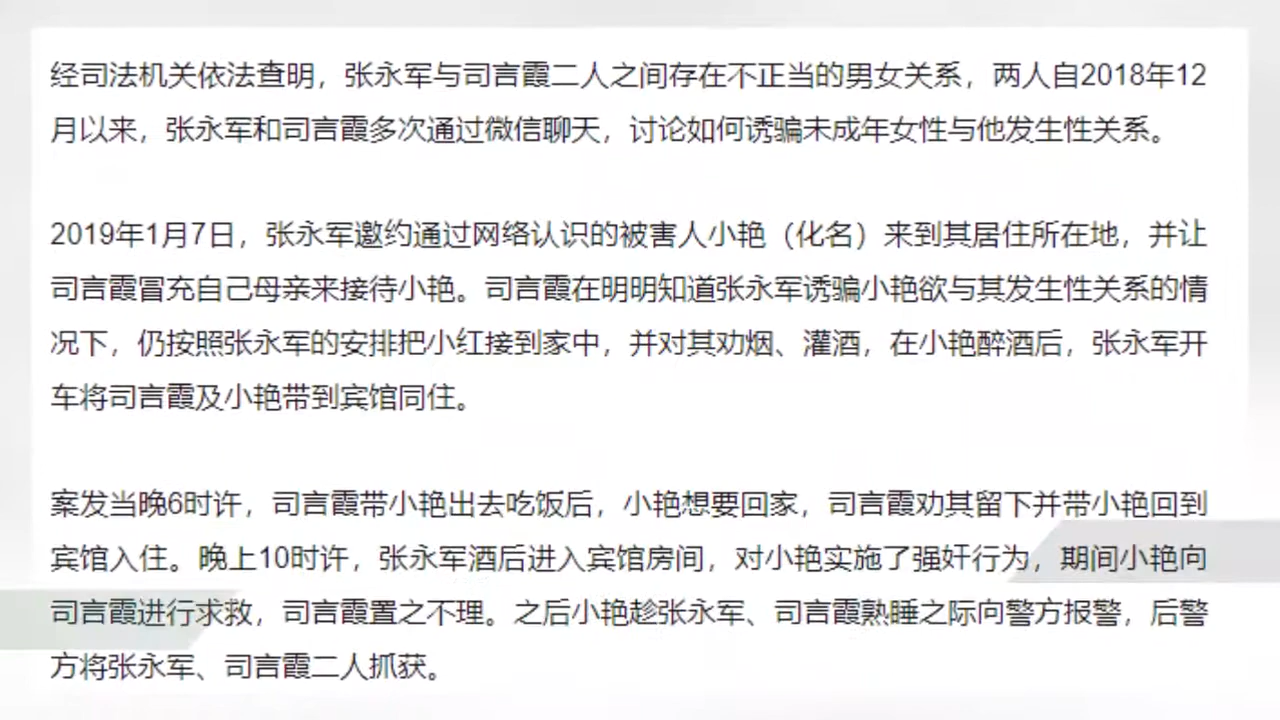 经司法机关依法查明，张永军与司言霞二人之间存在不正当的男女关系，两人自2018年12
月以来，张永军和司言霞多次通过微信聊天，讨论如何诱骗未成年女性与他发生性关系。
2019年1月7日，张永军邀约通过网络认识的被害人小艳（化名）来到其居住所在地，并让
司言霞冒充自己母亲来接待小艳。司言霞在明明知道张永军诱骗小艳欲与其发生性关系的情
况下，仍按照张永军的安排把小红接到家中，并对其劝烟、灌酒，在小艳醉酒后，张永军开
车将司言霞及小艳带到宾馆同住。
案发当晚6时许，司言霞带小艳出去吃饭后，小艳想要回家，司言霞劝其留下并带小艳回到
宾馆入住。晚上10时许，张永军酒后进入宾馆房间，对小艳实施了强奸行为，期间小艳向
司言霞进行求救，司言霞置之不理。之后小艳趁张永军、司言霞熟睡之际向警方报警，后警
方将张永军、司言霞二人抓获。